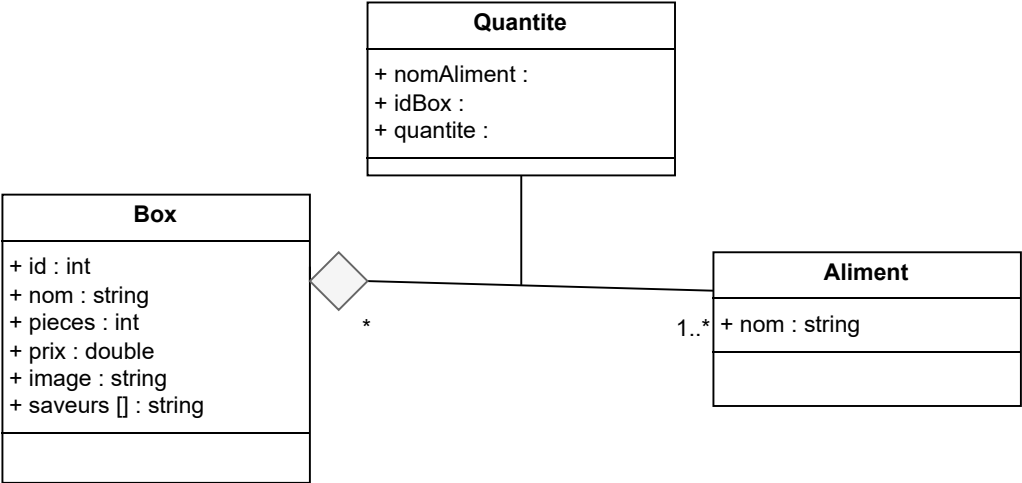 Quantite
+ nomAliment :
+ idBox :
+ quantite :
Box
+ id : int
+ nom : string
+ pieces : int
+ prix : double
+ image : string
+ saveurs [] : string
*
1..*
Aliment
+ nom : string